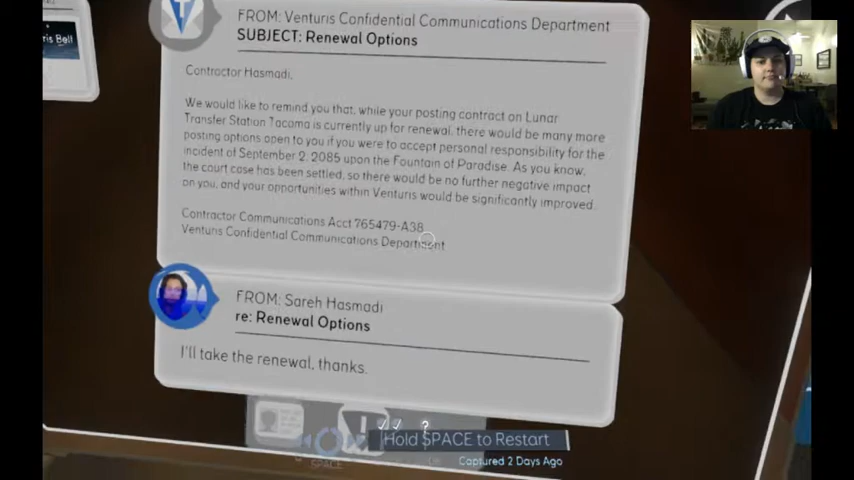 ris Ball
FROM: Venturis Confidential Communications Department
SUBJECT: Renewal Options
Contractor Hasmadi,
We would like to remind you that, while your posting contract on Lunar
Transfer Station Tacoma is currently up for renewal, there would be many more
posting options open to you if you were to accept personal responsibility for the
incident of September 2, 2085 upon the Fountain of Paradise. As you know,
the court case has been settled, so there would be no further negative impact
on you, and your opportunities within Venturis would be significantly improved.
Contractor Communications Acct 765479-A38
Venturis Confidential Communications Department
FROM: Sareh Hasmadi
re: Renewal Options
I'll take the renewal, thanks.
Hold SPACE to Restart
SPACE
Captured 2 Days Ago